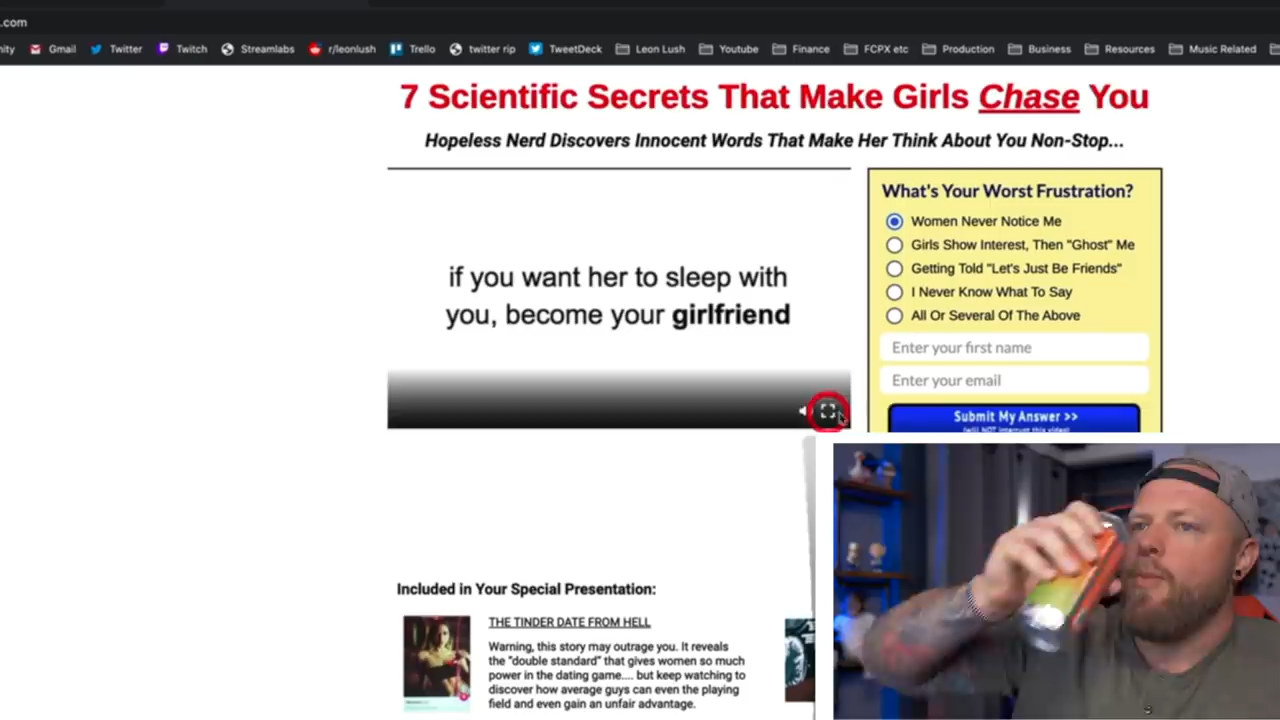 .com
nity Gmail Twitter Twitch Streamlabs r/leonlush Trello twitter rip TweetDeck Leon Lush Youtube Finance FCPX etc Production Business Resources Music Related
7 Scientific Secrets That Make Girls Chase You
Hopeless Nerd Discovers Innocent Words That Make Her Think About You Non-Stop...
if you want her to sleep with
you, become your girlfriend
What's Your Worst Frustration?
Women Never Notice Me
Girls Show Interest, Then "Ghost" Me
Getting Told "Let's Just Be Friends"
I Never Know What To Say
All Or Several Of The Above
Enter your first name
Enter your email
Submit My Answer >>
(will NOT interrupt this video)
Included in Your Special Presentation:
THE TINDER DATE FROM HELL
Warning, this story may outrage you. It reveals
the "double standard" that gives women so much
power in the dating game.... but keep watching to
discover how average guys can even the playing
field and even gain an unfair advantage.